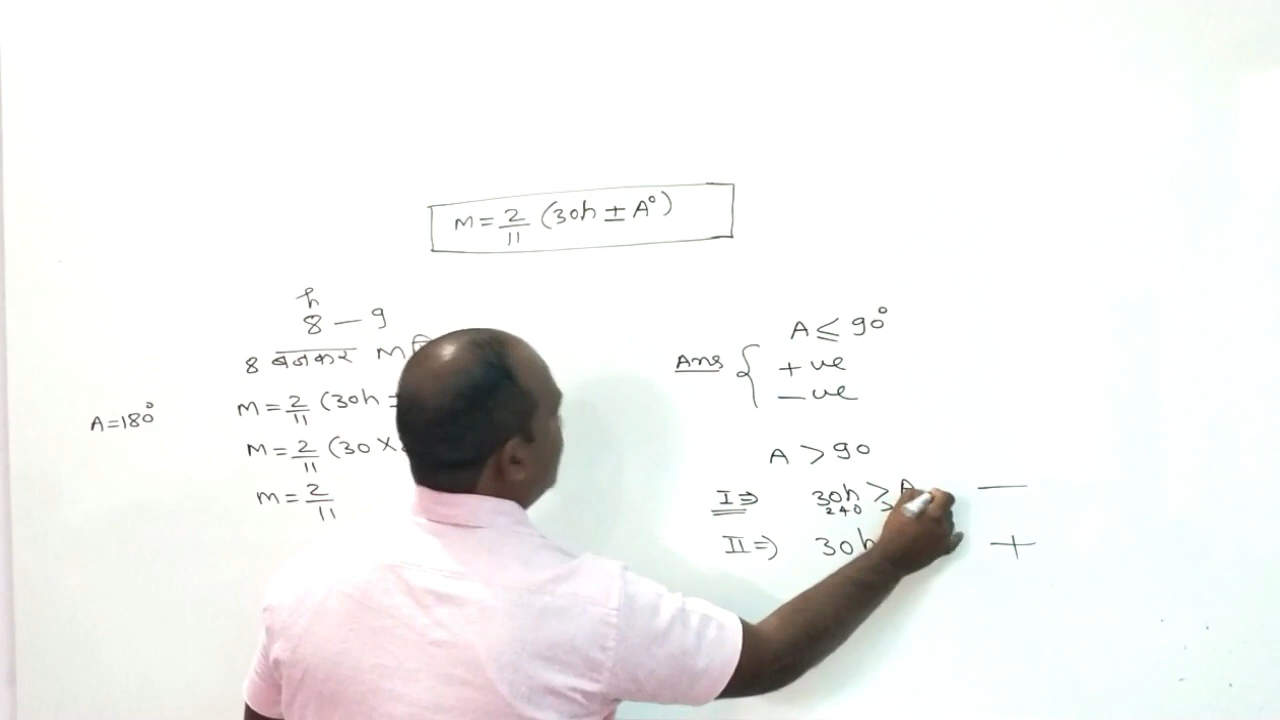 M = 2/11 (30h ± A°)
h
8 — 9
8 बजकर M
M = 2/11 (30h
A = 180°
M = 2/11 (30 ×
M = 2/11
A ≤ 90°
Ans { + ve
− ve
A > 90
I ⇒ 30h > A —
240 >
II ⇒ 30h +